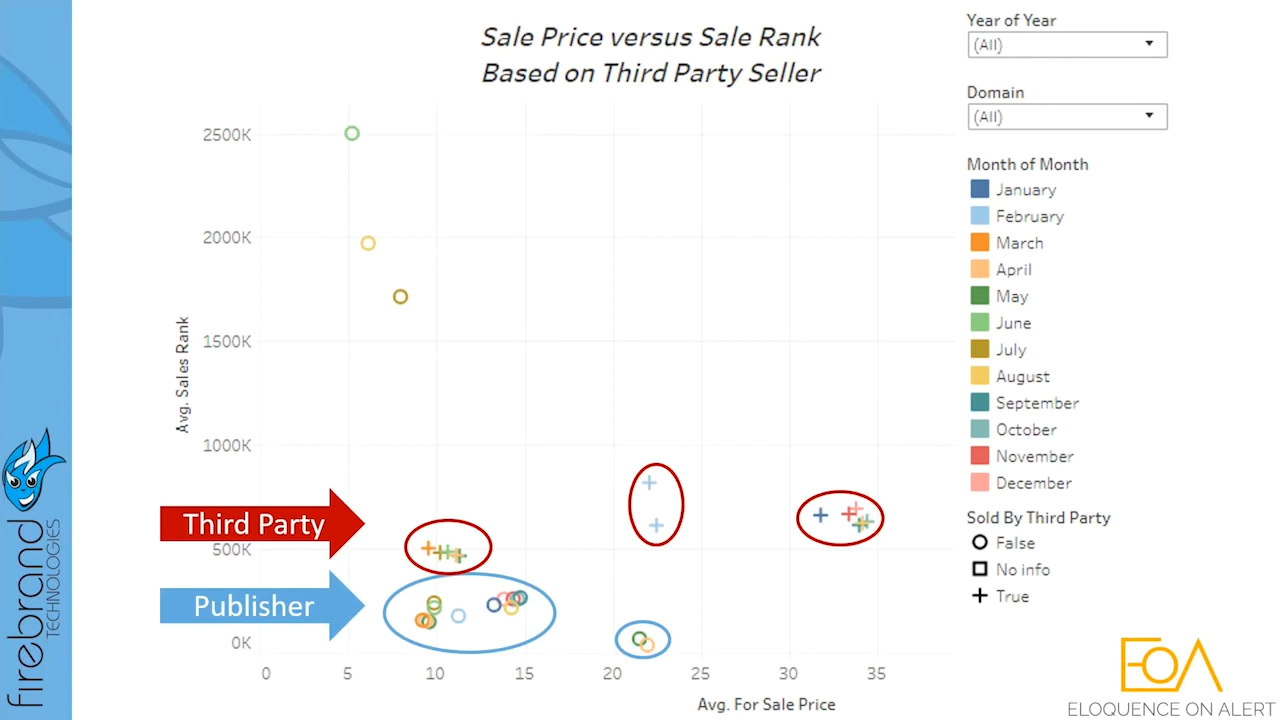 Sale Price versus Sale Rank
Based on Third Party Seller
Year of Year
(All)
Domain
(All)
Month of Month
January
February
March
April
May
June
July
August
September
October
November
December
Sold By Third Party
False
No info
True
Avg. Sales Rank
2500K
2000K
1500K
1000K
500K
0K
Third Party
Publisher
0 5 10 15 20 25 30 35
Avg. For Sale Price
firebrand
TECHNOLOGIES
EOA
ELOQUENCE ON ALERT